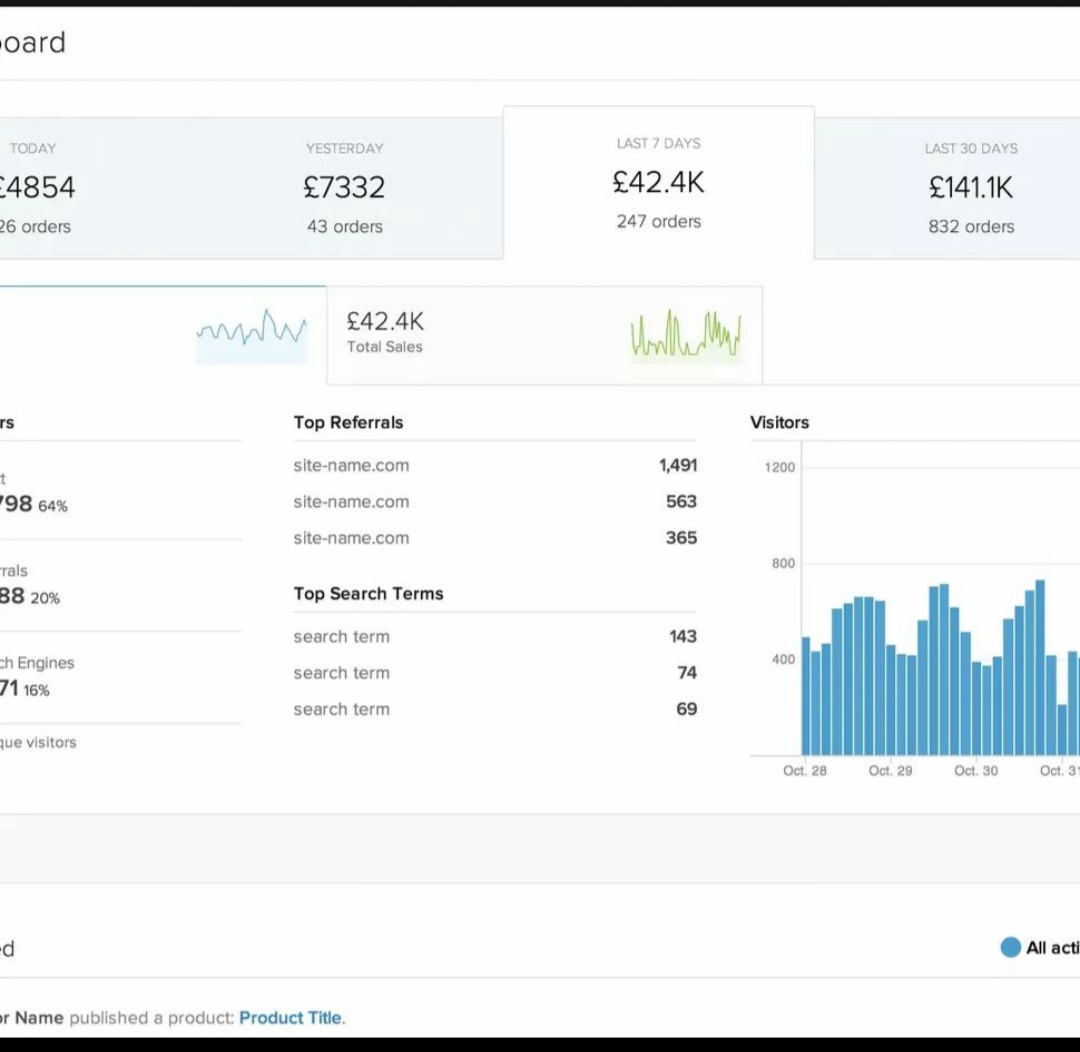 board
TODAY
£4854
26 orders
YESTERDAY
£7332
43 orders
LAST 7 DAYS
£42.4K
247 orders
LAST 30 DAYS
£141.1K
832 orders
£42.4K
Total Sales
rs
t
798 64%
rrals
88 20%
ch Engines
71 16%
que visitors
Top Referrals
site-name.com 1,491
site-name.com 563
site-name.com 365
Top Search Terms
search term 143
search term 74
search term 69
Visitors
1200
800
400
Oct. 28 Oct. 29 Oct. 30 Oct. 31
ed
All acti
or Name published a product: Product Title.